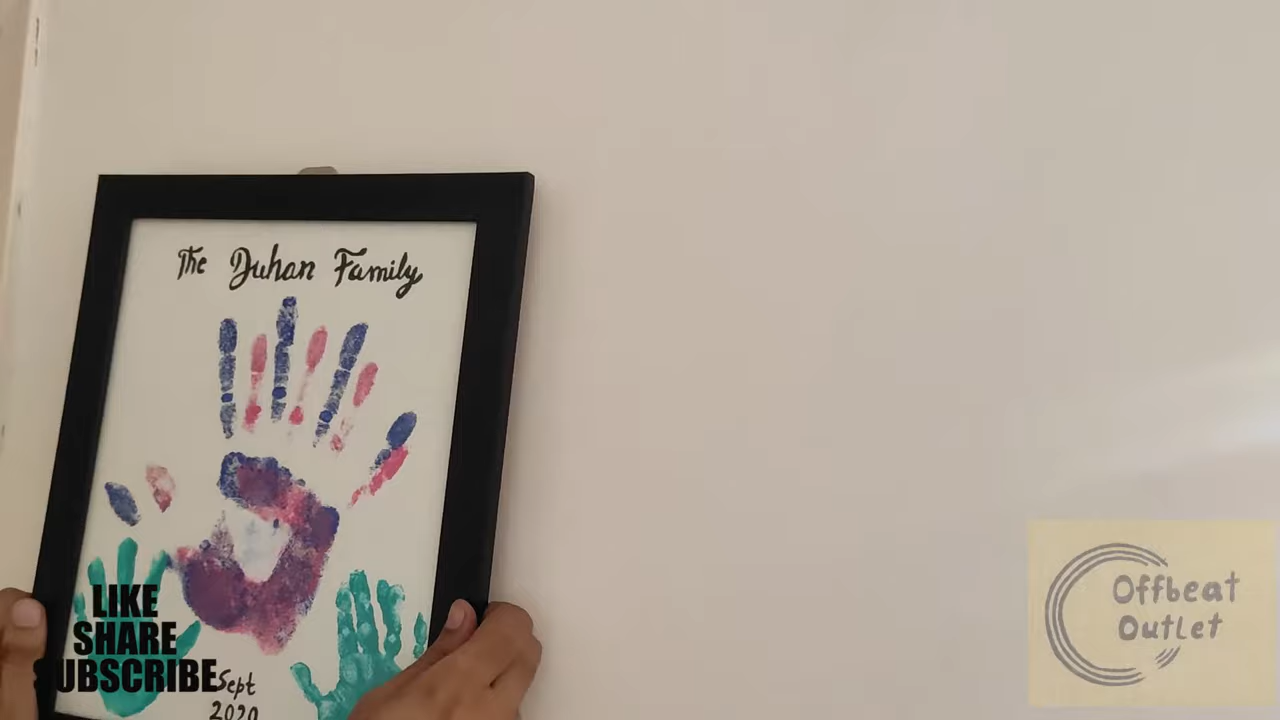 The Duhan Family
LIKE
SHARE
SUBSCRIBE
Sept
2020
Offbeat
Outlet